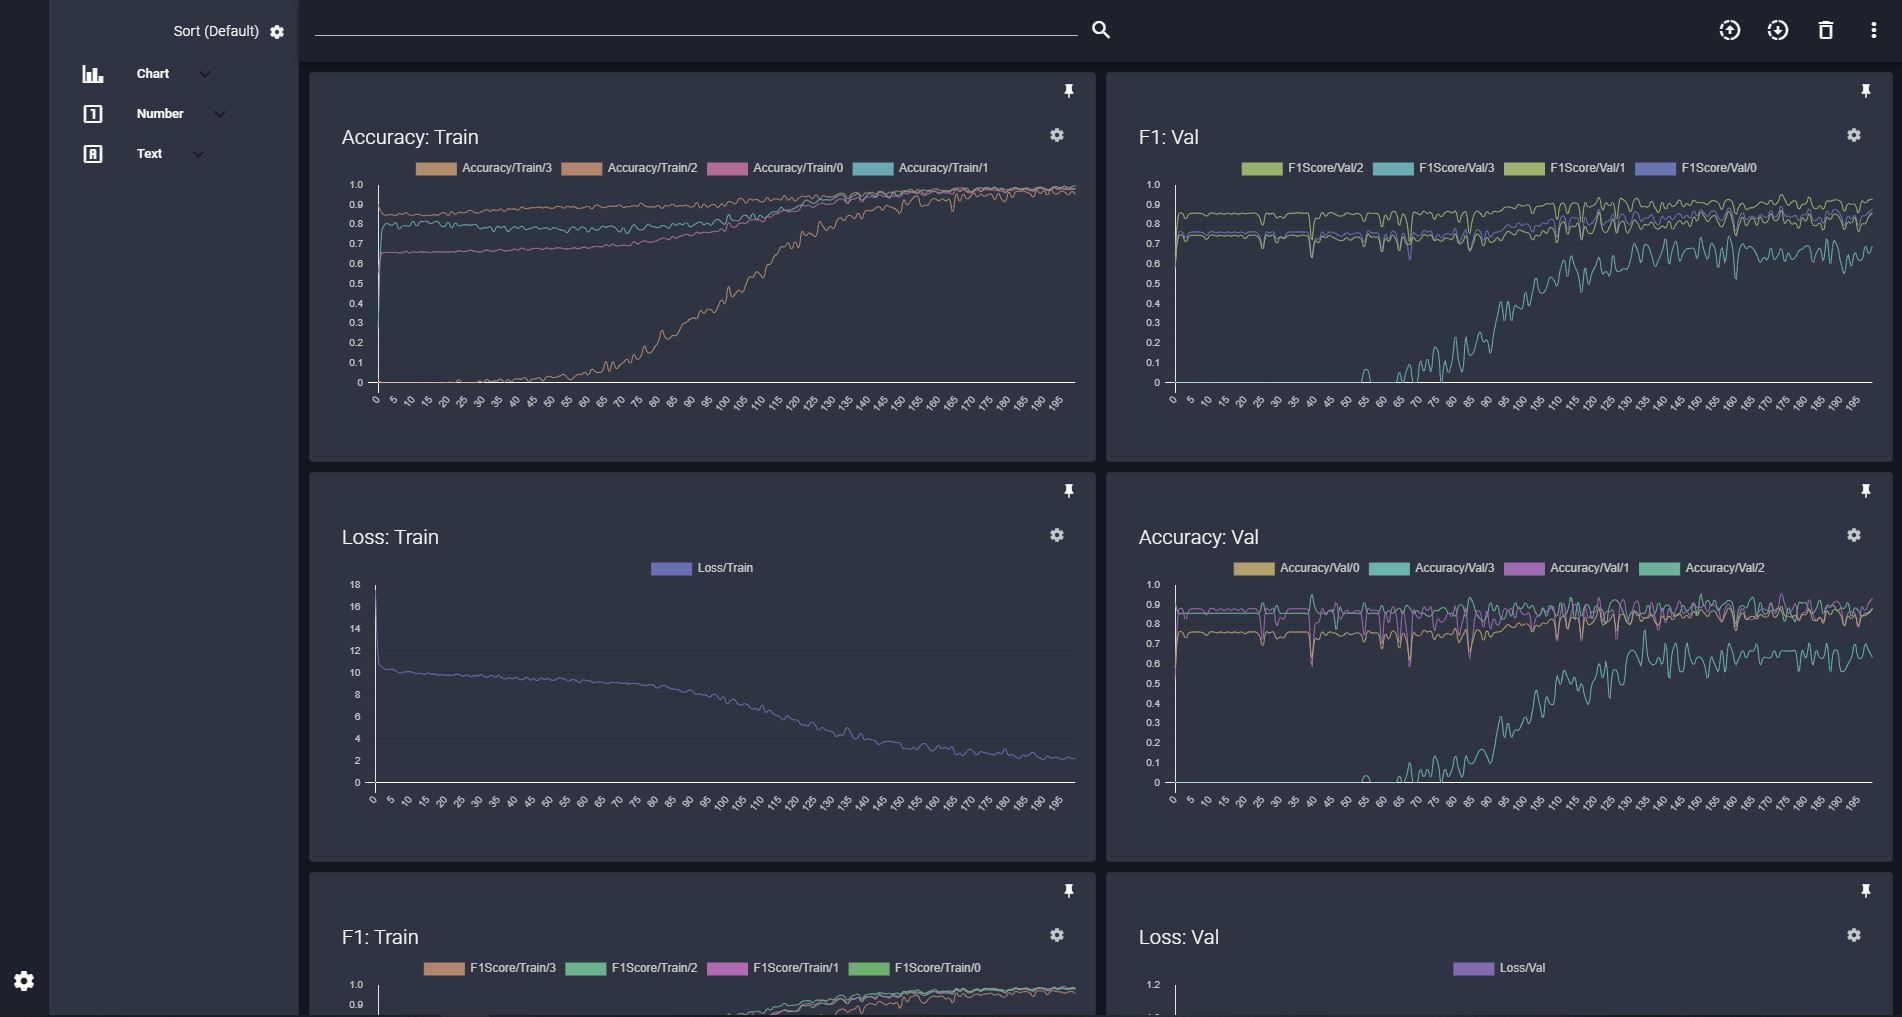 Sort (Default)
Chart
Number
Text
Accuracy: Train
Accuracy/Train/3 Accuracy/Train/2 Accuracy/Train/0 Accuracy/Train/1
1.0
0.9
0.8
0.7
0.6
0.5
0.4
0.3
0.2
0.1
0
0 5 10 15 20 25 30 35 40 45 50 55 60 65 70 75 80 85 90 95 100 105 110 115 120 125 130 135 140 145 150 155 160 165 170 175 180 185 190 195
F1: Val
F1Score/Val/2 F1Score/Val/3 F1Score/Val/1 F1Score/Val/0
1.0
0.9
0.8
0.7
0.6
0.5
0.4
0.3
0.2
0.1
0
0 5 10 15 20 25 30 35 40 45 50 55 60 65 70 75 80 85 90 95 100 105 110 115 120 125 130 135 140 145 150 155 160 165 170 175 180 185 190 195
Loss: Train
Loss/Train
18
16
14
12
10
8
6
4
2
0
0 5 10 15 20 25 30 35 40 45 50 55 60 65 70 75 80 85 90 95 100 105 110 115 120 125 130 135 140 145 150 155 160 165 170 175 180 185 190 195
Accuracy: Val
Accuracy/Val/0 Accuracy/Val/3 Accuracy/Val/1 Accuracy/Val/2
1.0
0.9
0.8
0.7
0.6
0.5
0.4
0.3
0.2
0.1
0
0 5 10 15 20 25 30 35 40 45 50 55 60 65 70 75 80 85 90 95 100 105 110 115 120 125 130 135 140 145 150 155 160 165 170 175 180 185 190 195
F1: Train
F1Score/Train/3 F1Score/Train/2 F1Score/Train/1 F1Score/Train/0
1.0
0.9
Loss: Val
Loss/Val
1.2